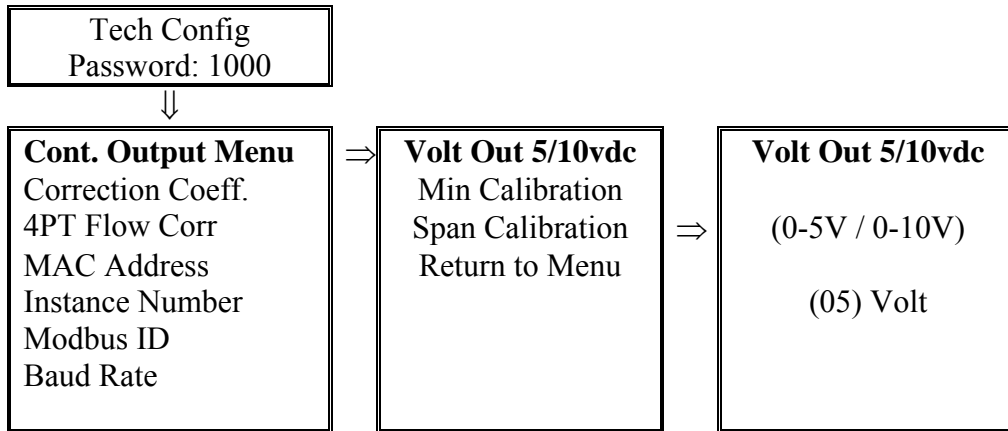 Tech Config
Password: 1000
⇓
Cont. Output Menu
Correction Coeff.
4PT Flow Corr
MAC Address
Instance Number
Modbus ID
Baud Rate
⇒
Volt Out 5/10vdc
Min Calibration
Span Calibration
Return to Menu
⇒
Volt Out 5/10vdc
(0-5V / 0-10V)
(05) Volt